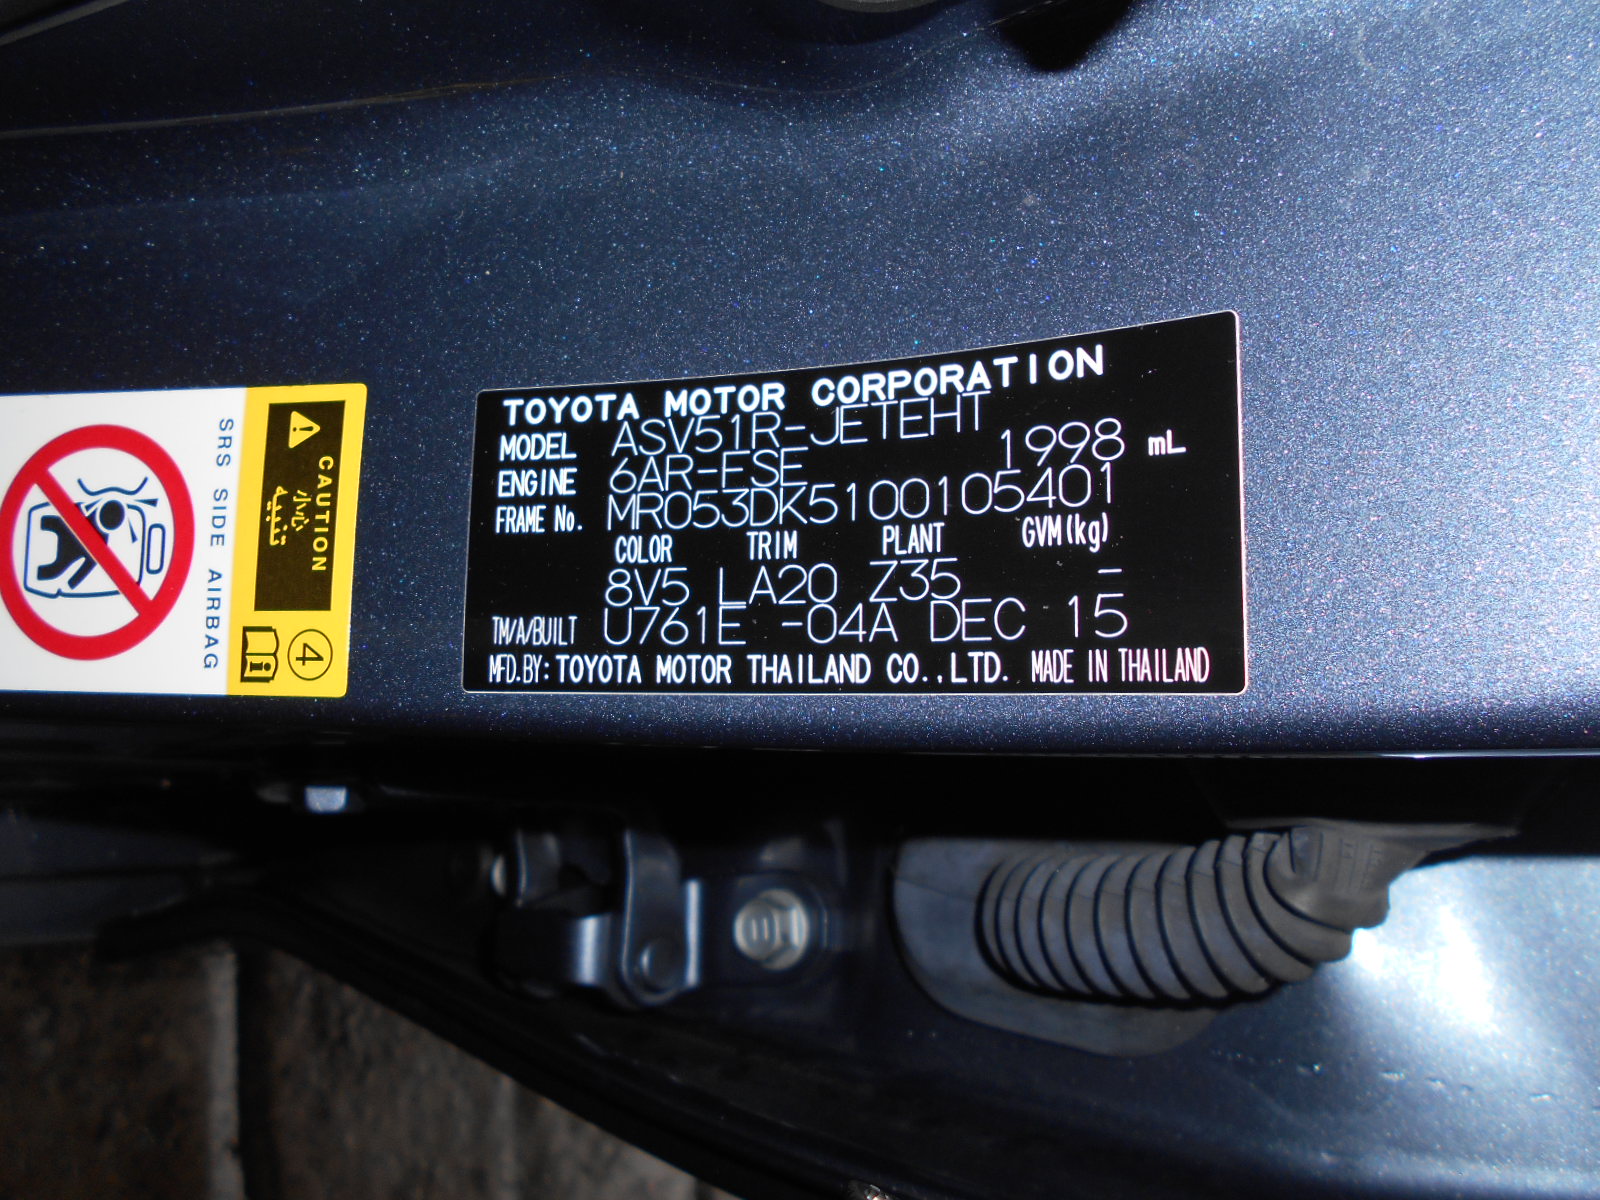 TOYOTA MOTOR CORPORATION
MODEL ASV51R-JETEHT
ENGINE 6AR-FSE 1998 mL
FRAME No. MR053DK5100105401
COLOR TRIM PLANT GVM(kg)
8V5 LA20 Z35 -
TM/A/BUILT U761E -04A DEC 15
MFD.BY: TOYOTA MOTOR THAILAND CO.,LTD. MADE IN THAILAND
CAUTION
تنبيه
SRS SIDE AIRBAG
4